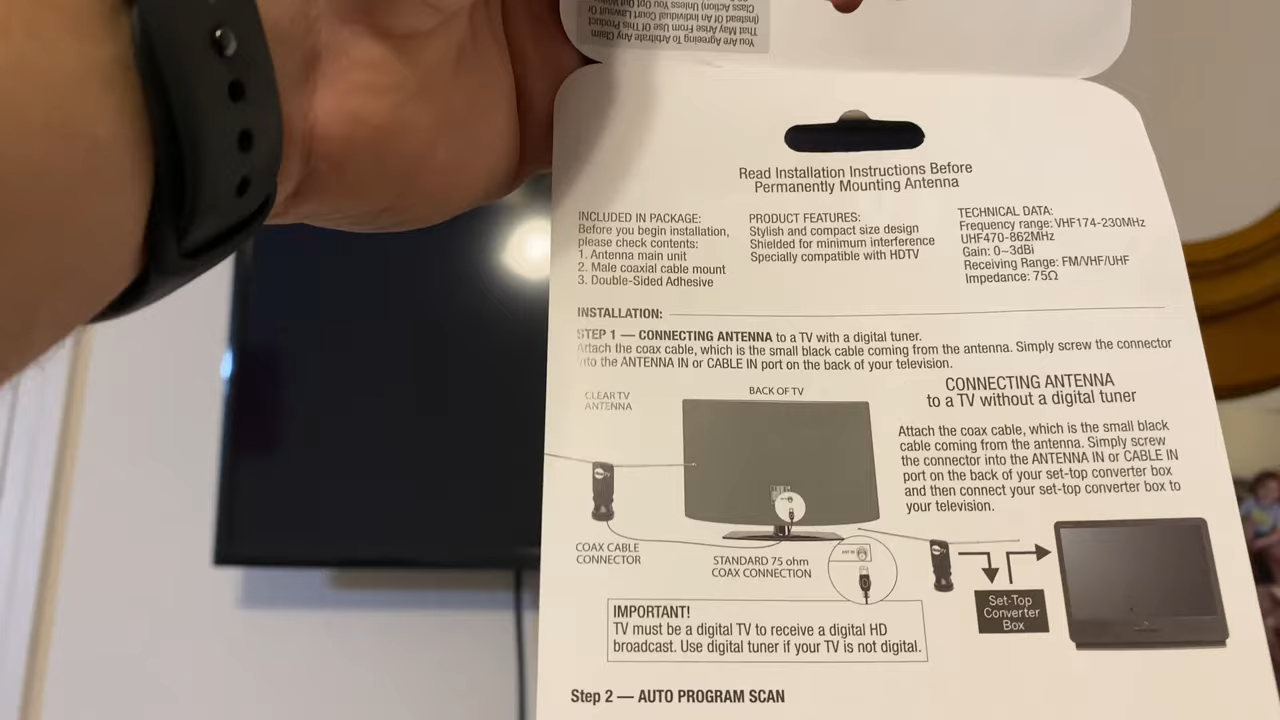 You Are Agreeing To Arbitrate Any Claim
That May Arise From Use Of This Product
(Instead Of An Individual Court Lawsuit Or
Class Action) Unless You Opt Out
Read Installation Instructions Before
Permanently Mounting Antenna
INCLUDED IN PACKAGE:
Before you begin installation,
please check contents:
1. Antenna main unit
2. Male coaxial cable mount
3. Double-Sided Adhesive
PRODUCT FEATURES:
Stylish and compact size design
Shielded for minimum interference
Specially compatible with HDTV
TECHNICAL DATA:
Frequency range: VHF174-230MHz
UHF470-862MHz
Gain: 0~3dBi
Receiving Range: FM/VHF/UHF
Impedance: 75Ω
INSTALLATION:
STEP 1 — CONNECTING ANTENNA to a TV with a digital tuner.
Attach the coax cable, which is the small black cable coming from the antenna. Simply screw the connector
into the ANTENNA IN or CABLE IN port on the back of your television.
CLEAR TV
ANTENNA
BACK OF TV
COAX CABLE
CONNECTOR
STANDARD 75 ohm
COAX CONNECTION
CONNECTING ANTENNA
to a TV without a digital tuner
Attach the coax cable, which is the small black
cable coming from the antenna. Simply screw
the connector into the ANTENNA IN or CABLE IN
port on the back of your set-top converter box
and then connect your set-top converter box to
your television.
Set-Top
Converter
Box
IMPORTANT!
TV must be a digital TV to receive a digital HD
broadcast. Use digital tuner if your TV is not digital.
Step 2 — AUTO PROGRAM SCAN